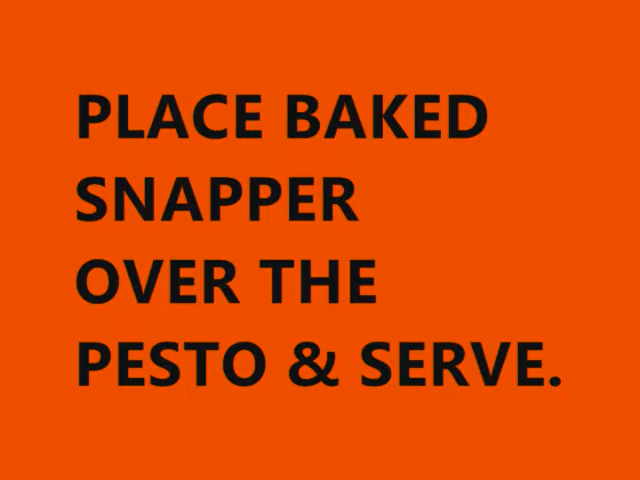 PLACE BAKED
SNAPPER
OVER THE
PESTO & SERVE.